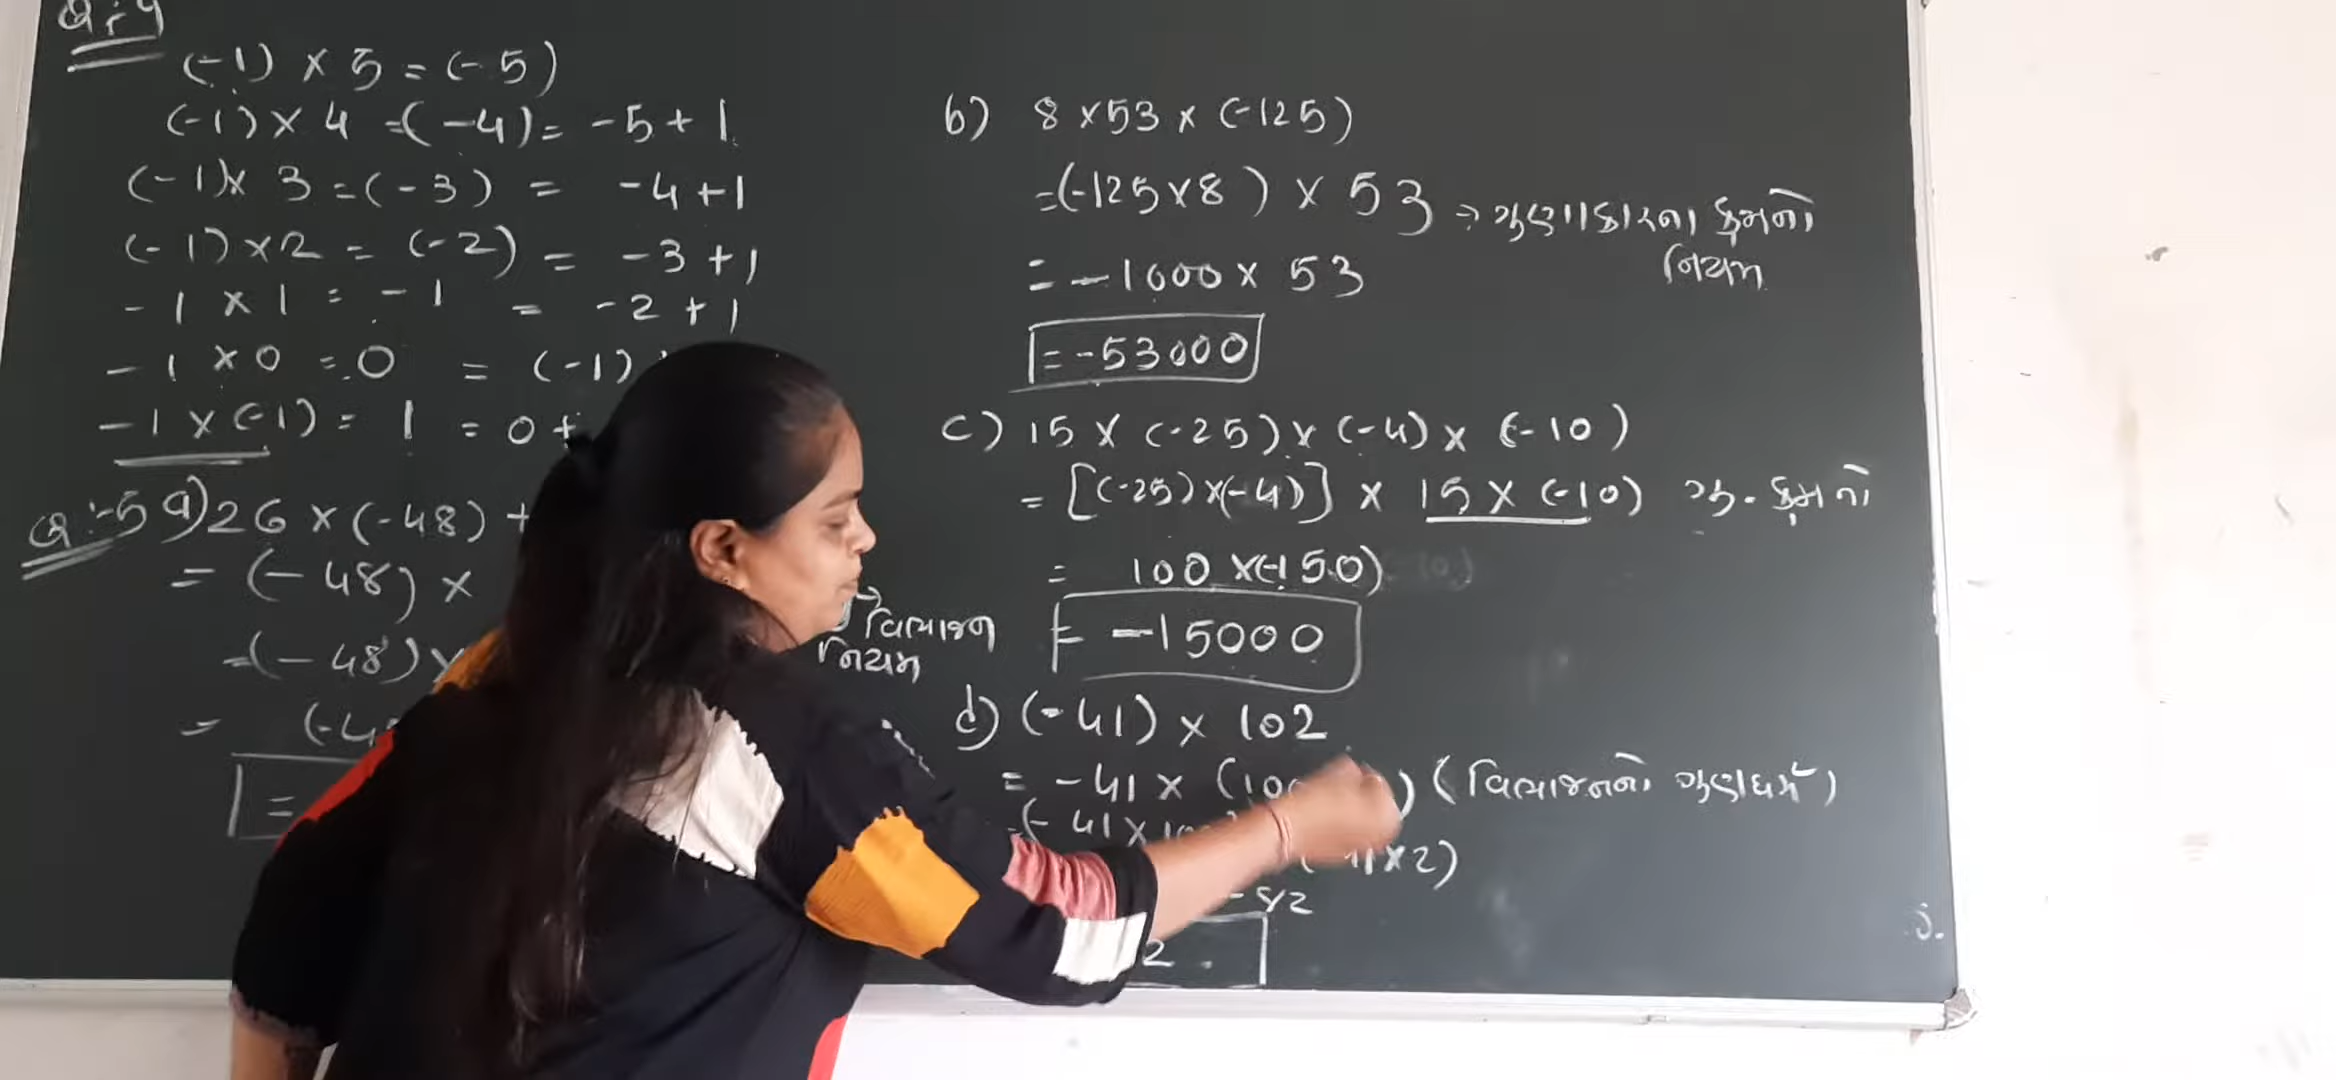 (-1) × 5 = (-5)
(-1) × 4 = (-4) = -5 + 1
(-1) × 3 = (-3) = -4 + 1
(-1) × 2 = (-2) = -3 + 1
-1 × 1 = -1 = -2 + 1
-1 × 0 = 0 = (-1)
-1 × (-1) = 1 = 0 +
Q:-5 a) 26 × (-48) +
= (-48) ×
= (-48) ×
= (-4
=
→ વિભાજન
નિયમ
b) 8 × 53 × (-125)
= (-125 × 8) × 53 → ગુણાકારના ક્રમનો
નિયમ
= -1000 × 53
= -53000
c) 15 × (-25) × (-4) × (-10)
= [(-25) × (-4)] × 15 × (-10) ગુ. ક્રમનો
= 100 × (-150)
= -15000
d) (-41) × 102
= -41 × (100 ) (વિભાજનનો ગુણધર્મ)
= (-41 × 10
× 2)
- 82
2 .